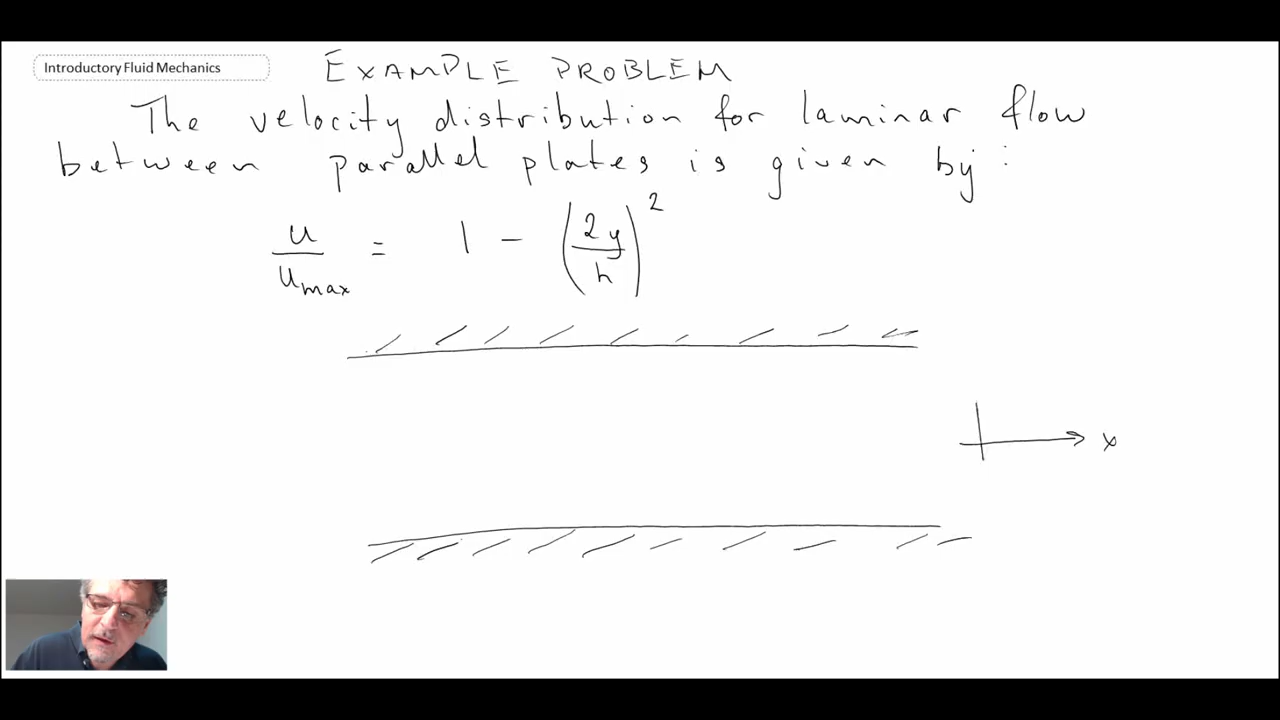 Introductory Fluid Mechanics
EXAMPLE PROBLEM
The velocity distribution for laminar flow
between parallel plates is given by :
u/u_max = 1 - (2y/h)^2
x